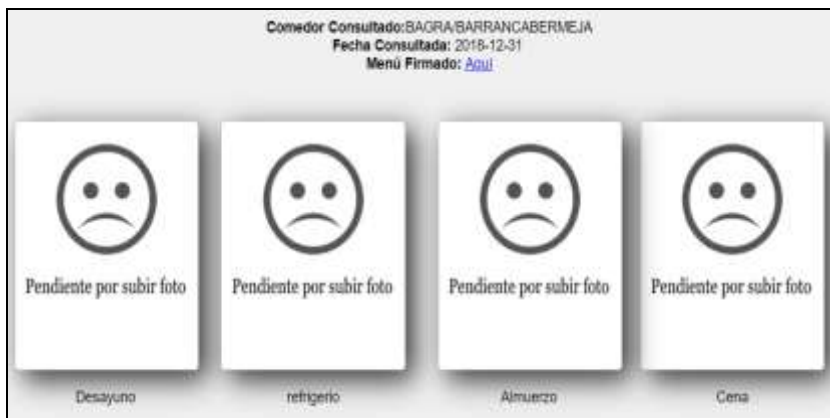 Comedor Consultado:BAGRA/BARRANCABERMEJA
Fecha Consultada: 2018-12-31
Menú Firmado: Aquí
Pendiente por subir foto
Pendiente por subir foto
Pendiente por subir foto
Pendiente por subir foto
Desayuno
refrigerio
Almuerzo
Cena